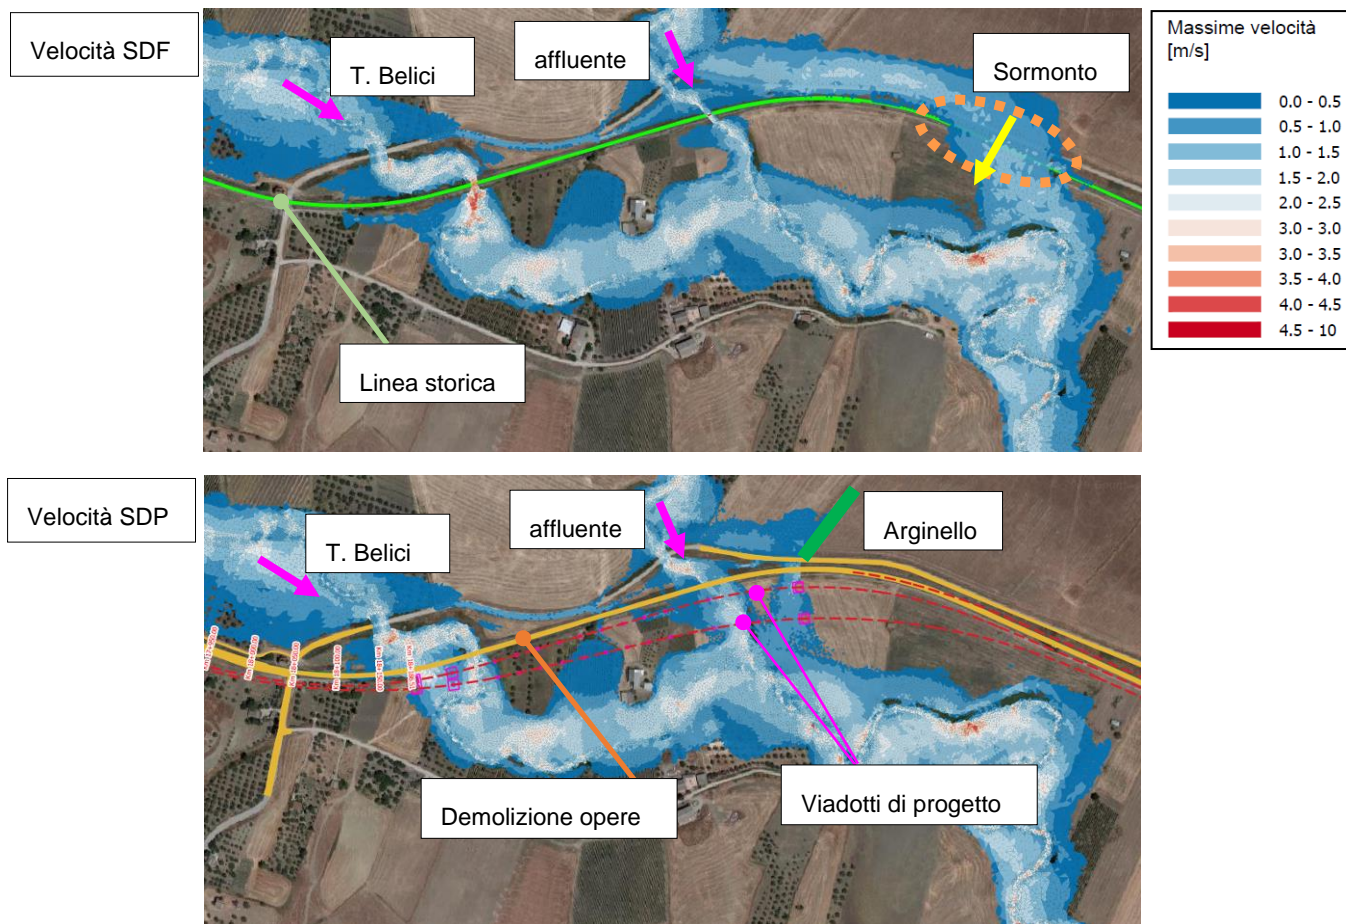 Velocità SDF
T. Belici
affluente
Sormonto
Linea storica
Massime velocità
[m/s]
0.0 - 0.5
0.5 - 1.0
1.0 - 1.5
1.5 - 2.0
2.0 - 2.5
3.0 - 3.0
3.0 - 3.5
3.5 - 4.0
4.0 - 4.5
4.5 - 10
Velocità SDP
T. Belici
affluente
Arginello
Demolizione opere
Viadotti di progetto